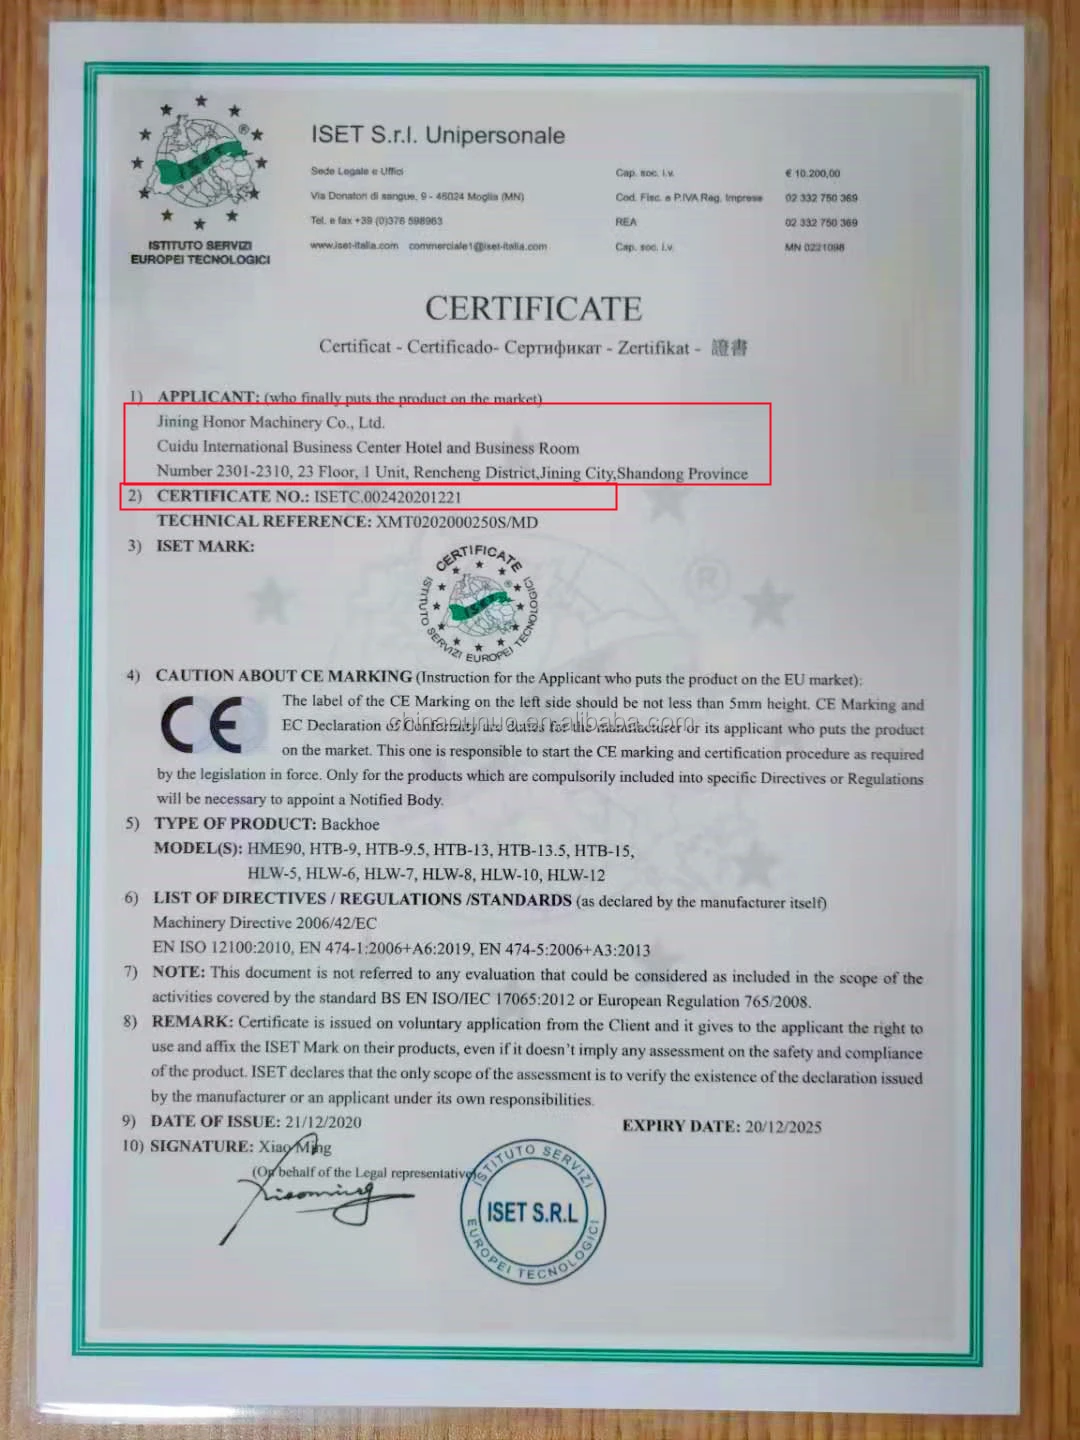 ISET
ISTITUTO SERVIZI
EUROPEI TECNOLOGICI
ISET S.r.l. Unipersonale
Sede Legale e Uffici
Via Donatori di sangue, 9 - 46024 Moglia (MN)
Tel. e fax +39 (0)376 598963
www.iset-italia.com commerciale1@iset-italia.com
Cap. soc. i.v. € 10.200,00
Cod. Fisc. e P.IVA Reg. Imprese 02 332 750 369
REA 02 332 750 369
Cap. soc. i.v. MN 0221098
CERTIFICATE
Certificat - Certificado- Сертификат - Zertifikat - 證書
1) APPLICANT: (who finally puts the product on the market)
Jining Honor Machinery Co., Ltd.
Cuidu International Business Center Hotel and Business Room
Number 2301-2310, 23 Floor, 1 Unit, Rencheng District,Jining City,Shandong Province
2) CERTIFICATE NO.: ISETC.002420201221
TECHNICAL REFERENCE: XMT0202000250S/MD
3) ISET MARK:
CERTIFICATE
ISET
ISTITUTO SERVIZI EUROPEI TECNOLOGICI
4) CAUTION ABOUT CE MARKING (Instruction for the Applicant who puts the product on the EU market):
CE
The label of the CE Marking on the left side should be not less than 5mm height. CE Marking and
EC Declaration of Conformity are duties for the manufacturer or its applicant who puts the product
chinaounuo.en.alibaba.com
on the market. This one is responsible to start the CE marking and certification procedure as required
by the legislation in force. Only for the products which are compulsorily included into specific Directives or Regulations
will be necessary to appoint a Notified Body.
5) TYPE OF PRODUCT: Backhoe
MODEL(S): HME90, HTB-9, HTB-9.5, HTB-13, HTB-13.5, HTB-15,
HLW-5, HLW-6, HLW-7, HLW-8, HLW-10, HLW-12
6) LIST OF DIRECTIVES / REGULATIONS /STANDARDS (as declared by the manufacturer itself)
Machinery Directive 2006/42/EC
EN ISO 12100:2010, EN 474-1:2006+A6:2019, EN 474-5:2006+A3:2013
7) NOTE: This document is not referred to any evaluation that could be considered as included in the scope of the
activities covered by the standard BS EN ISO/IEC 17065:2012 or European Regulation 765/2008.
8) REMARK: Certificate is issued on voluntary application from the Client and it gives to the applicant the right to
use and affix the ISET Mark on their products, even if it doesn't imply any assessment on the safety and compliance
of the product. ISET declares that the only scope of the assessment is to verify the existence of the declaration issued
by the manufacturer or an applicant under its own responsibilities.
9) DATE OF ISSUE: 21/12/2020 EXPIRY DATE: 20/12/2025
10) SIGNATURE: Xiao Ming
(On behalf of the Legal representative)
Xiaoming
ISTITUTO SERVIZI
ISET S.R.L
EUROPEI TECNOLOGICI